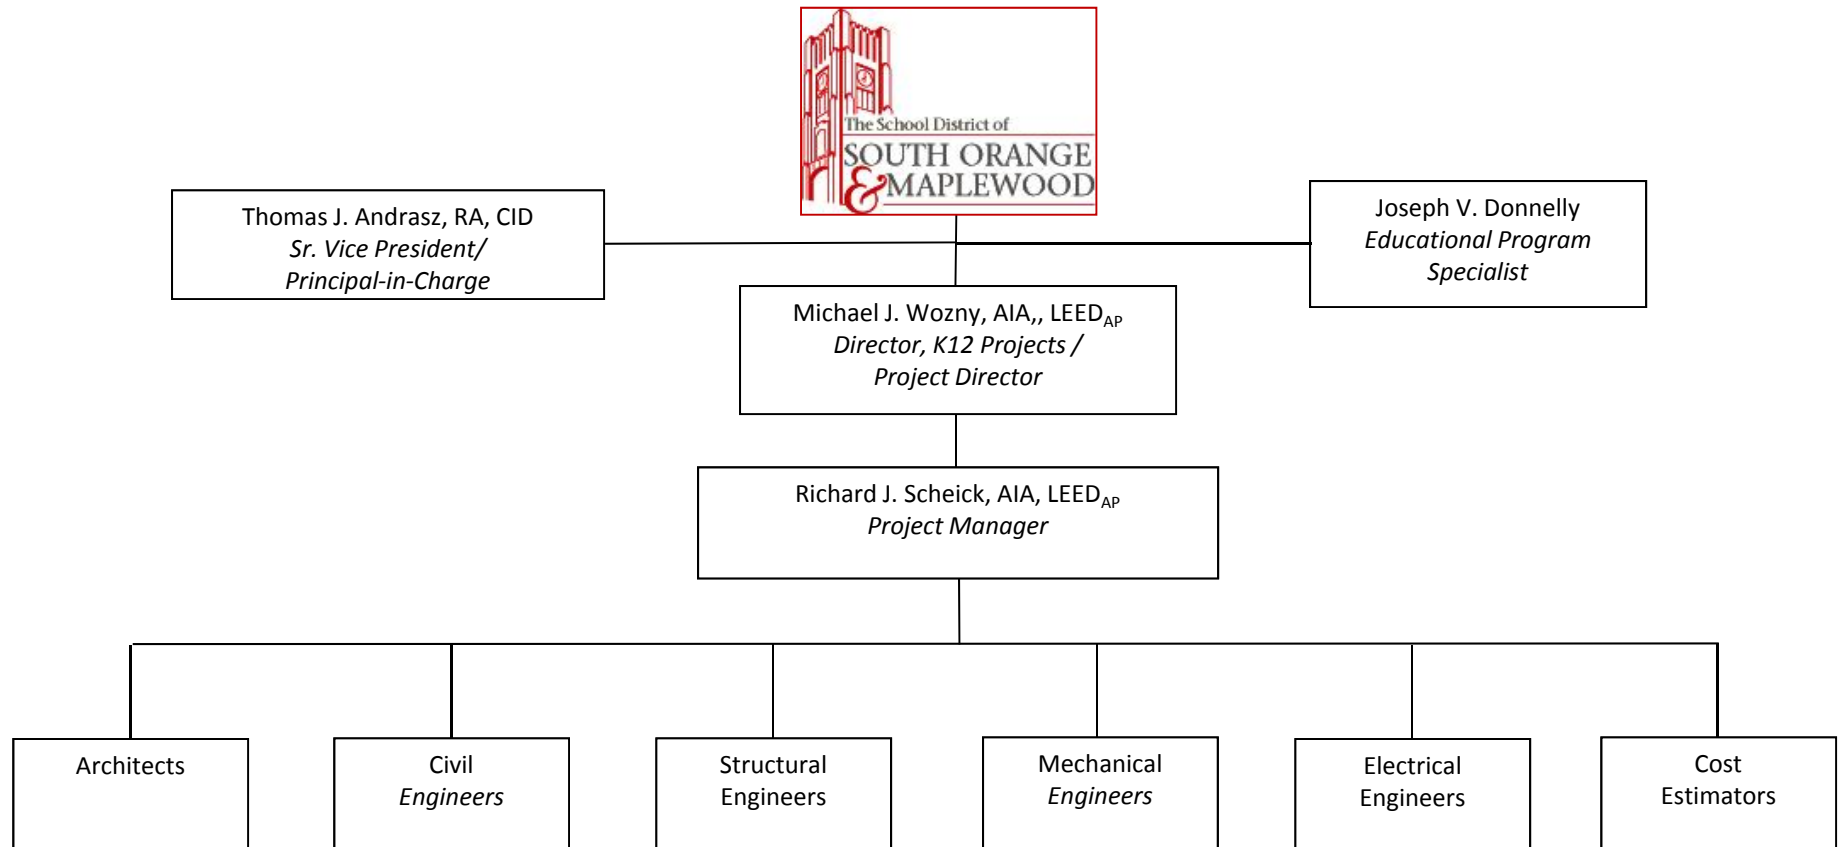 The School District of
SOUTH ORANGE
& MAPLEWOOD
Thomas J. Andrasz, RA, CID
Sr. Vice President/
Principal-in-Charge
Joseph V. Donnelly
Educational Program
Specialist
Michael J. Wozny, AIA,, LEEDAP
Director, K12 Projects /
Project Director
Richard J. Scheick, AIA, LEEDAP
Project Manager
Architects
Civil
Engineers
Structural
Engineers
Mechanical
Engineers
Electrical
Engineers
Cost
Estimators